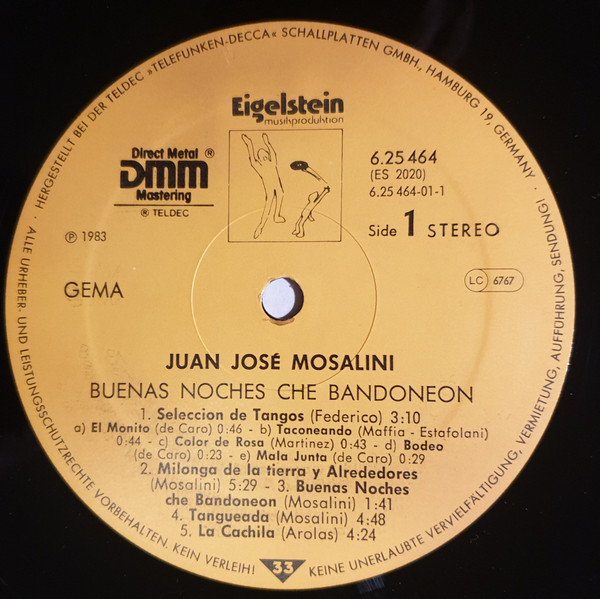 HERGESTELLT BEI DER TELDEC »TELEFUNKEN-DECCA« SCHALLPLATTEN GMBH., HAMBURG 19, GERMANY ·
Eigelstein
musikproduktion
Direct Metal ®
DMM
Mastering
® TELDEC
6.25 464
(ES 2020)
6.25 464-01-1
℗ 1983
Side 1 STEREO
GEMA
LC 6767
JUAN JOSÉ MOSALINI
BUENAS NOCHES CHE BANDONEON
1. Seleccion de Tangos (Federico) 3:10
a) El Monito (de Caro) 0:46 - b) Taconeando (Maffia - Estafolani)
0:44 - c) Color de Rosa (Martinez) 0:43 - d) Bodeo
(de Caro) 0:23 - e) Mala Junta (de Caro) 0:29
2. Milonga de la tierra y Alrededores
(Mosalini) 5:29 - 3. Buenas Noches
che Bandoneon (Mosalini) 1:41
4. Tangueada (Mosalini) 4:48
5. La Cachila (Arolas) 4:24
33
· ALLE URHEBER- UND LEISTUNGSSCHUTZRECHTE VORBEHALTEN. KEIN VERLEIH! KEINE UNERLAUBTE VERVIELFÄLTIGUNG, VERMIETUNG, AUFFÜHRUNG, SENDUNG!